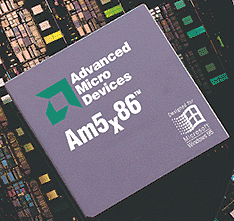 Advanced
Micro
Devices
Am5x86™
Designed for
Microsoft
Windows 95